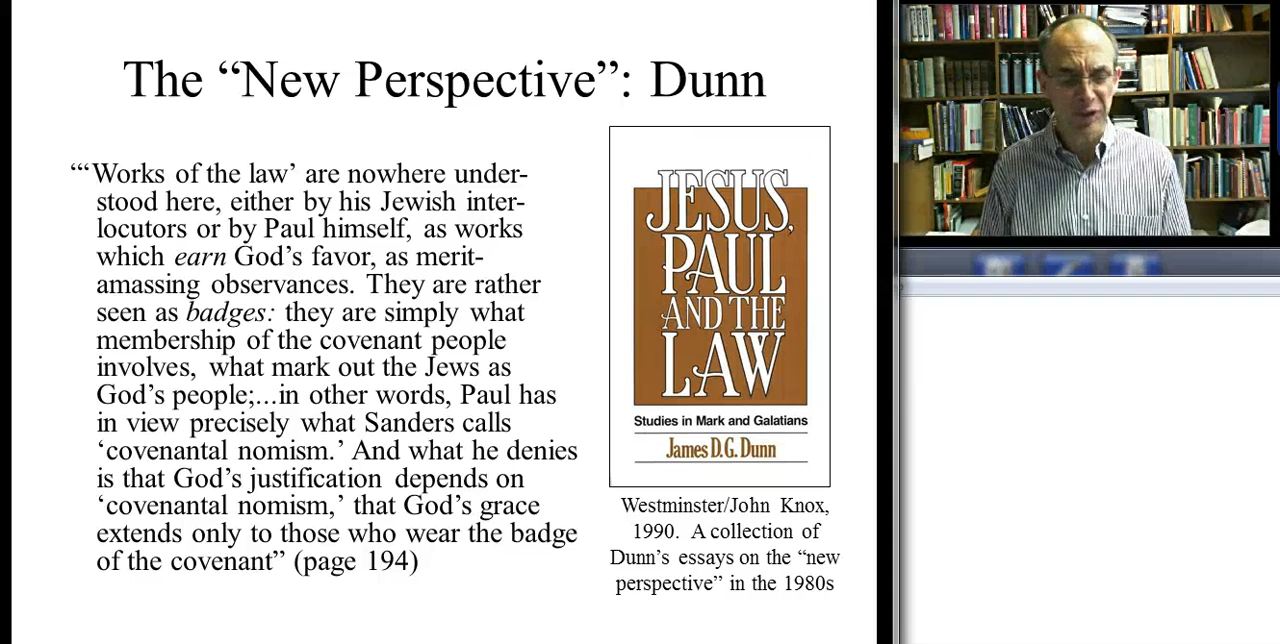 The “New Perspective”: Dunn
“‘Works of the law’ are nowhere under-
stood here, either by his Jewish inter-
locutors or by Paul himself, as works
which earn God’s favor, as merit-
amassing observances. They are rather
seen as badges: they are simply what
membership of the covenant people
involves, what mark out the Jews as
God’s people;...in other words, Paul has
in view precisely what Sanders calls
‘covenantal nomism.’ And what he denies
is that God’s justification depends on
‘covenantal nomism,’ that God’s grace
extends only to those who wear the badge
of the covenant” (page 194)
JESUS,
PAUL
AND THE
LAW
Studies in Mark and Galatians
James D.G. Dunn
Westminster/John Knox,
1990. A collection of
Dunn’s essays on the “new
perspective” in the 1980s